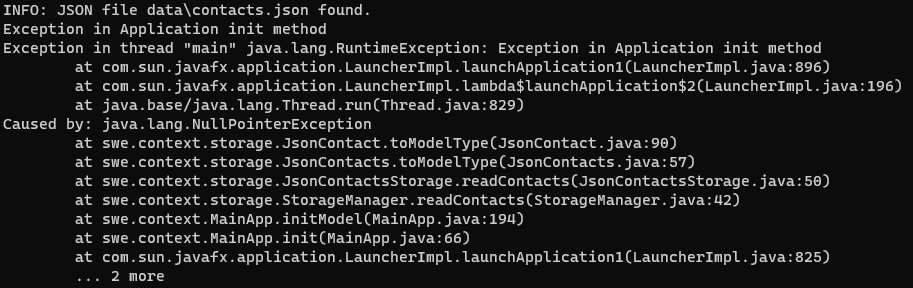 INFO: JSON file data\contacts.json found.
Exception in Application init method
Exception in thread "main" java.lang.RuntimeException: Exception in Application init method
        at com.sun.javafx.application.LauncherImpl.launchApplication1(LauncherImpl.java:896)
        at com.sun.javafx.application.LauncherImpl.lambda$launchApplication$2(LauncherImpl.java:196)
        at java.base/java.lang.Thread.run(Thread.java:829)
Caused by: java.lang.NullPointerException
        at swe.context.storage.JsonContact.toModelType(JsonContact.java:90)
        at swe.context.storage.JsonContacts.toModelType(JsonContacts.java:57)
        at swe.context.storage.JsonContactsStorage.readContacts(JsonContactsStorage.java:50)
        at swe.context.storage.StorageManager.readContacts(StorageManager.java:42)
        at swe.context.MainApp.initModel(MainApp.java:194)
        at swe.context.MainApp.init(MainApp.java:66)
        at com.sun.javafx.application.LauncherImpl.launchApplication1(LauncherImpl.java:825)
        ... 2 more